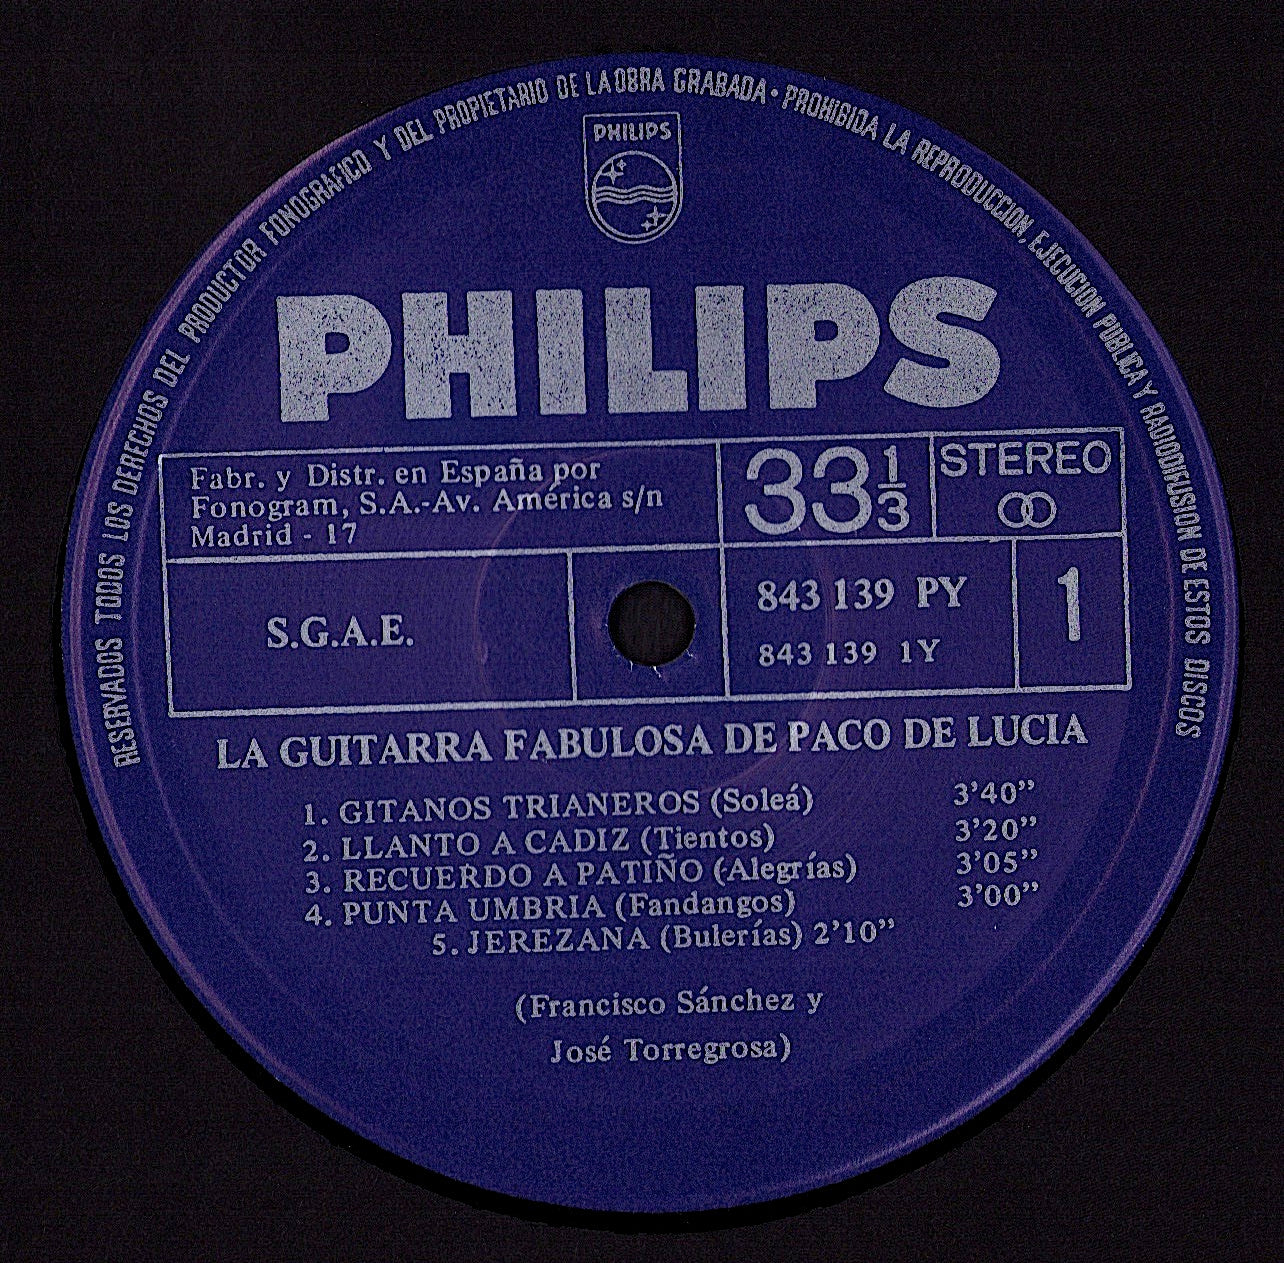 RESERVADOS TODOS LOS DERECHOS DEL PRODUCTOR FONOGRAFICO Y DEL PROPIETARIO DE LA OBRA GRABADA • PROHIBIDA LA REPRODUCCION, EJECUCION PUBLICA Y RADIODIFUSION DE ESTOS DISCOS
PHILIPS
PHILIPS
Fabr. y Distr. en España por
Fonogram, S.A.-Av. América s/n
Madrid - 17
33 1/3
STEREO
S.G.A.E.
843 139 PY
843 139 1Y
1
LA GUITARRA FABULOSA DE PACO DE LUCIA
1. GITANOS TRIANEROS (Soleá) 3'40"
2. LLANTO A CADIZ (Tientos) 3'20"
3. RECUERDO A PATIÑO (Alegrías) 3'05"
4. PUNTA UMBRIA (Fandangos) 3'00"
5. JEREZANA (Bulerías) 2'10"
(Francisco Sánchez y
José Torregrosa)